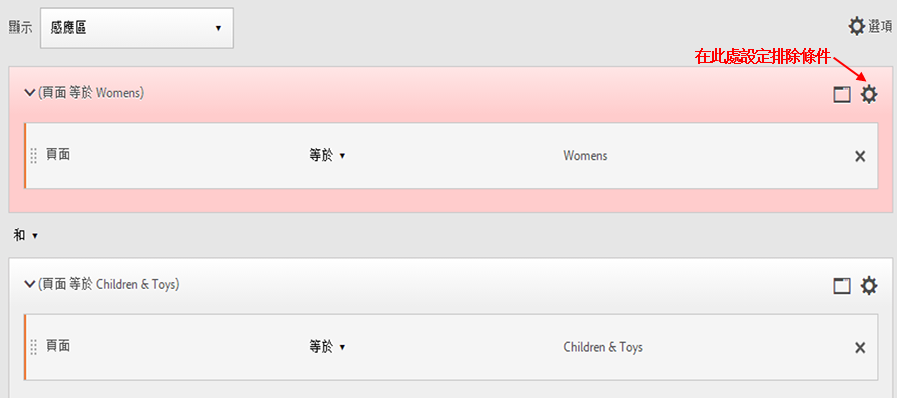 顯示 感應區 ▼ 選項
在此處設定排除條件
(頁面 等於 Womens)
頁面 等於 ▼ Womens
和 ▼
(頁面 等於 Children & Toys)
頁面 等於 ▼ Children & Toys